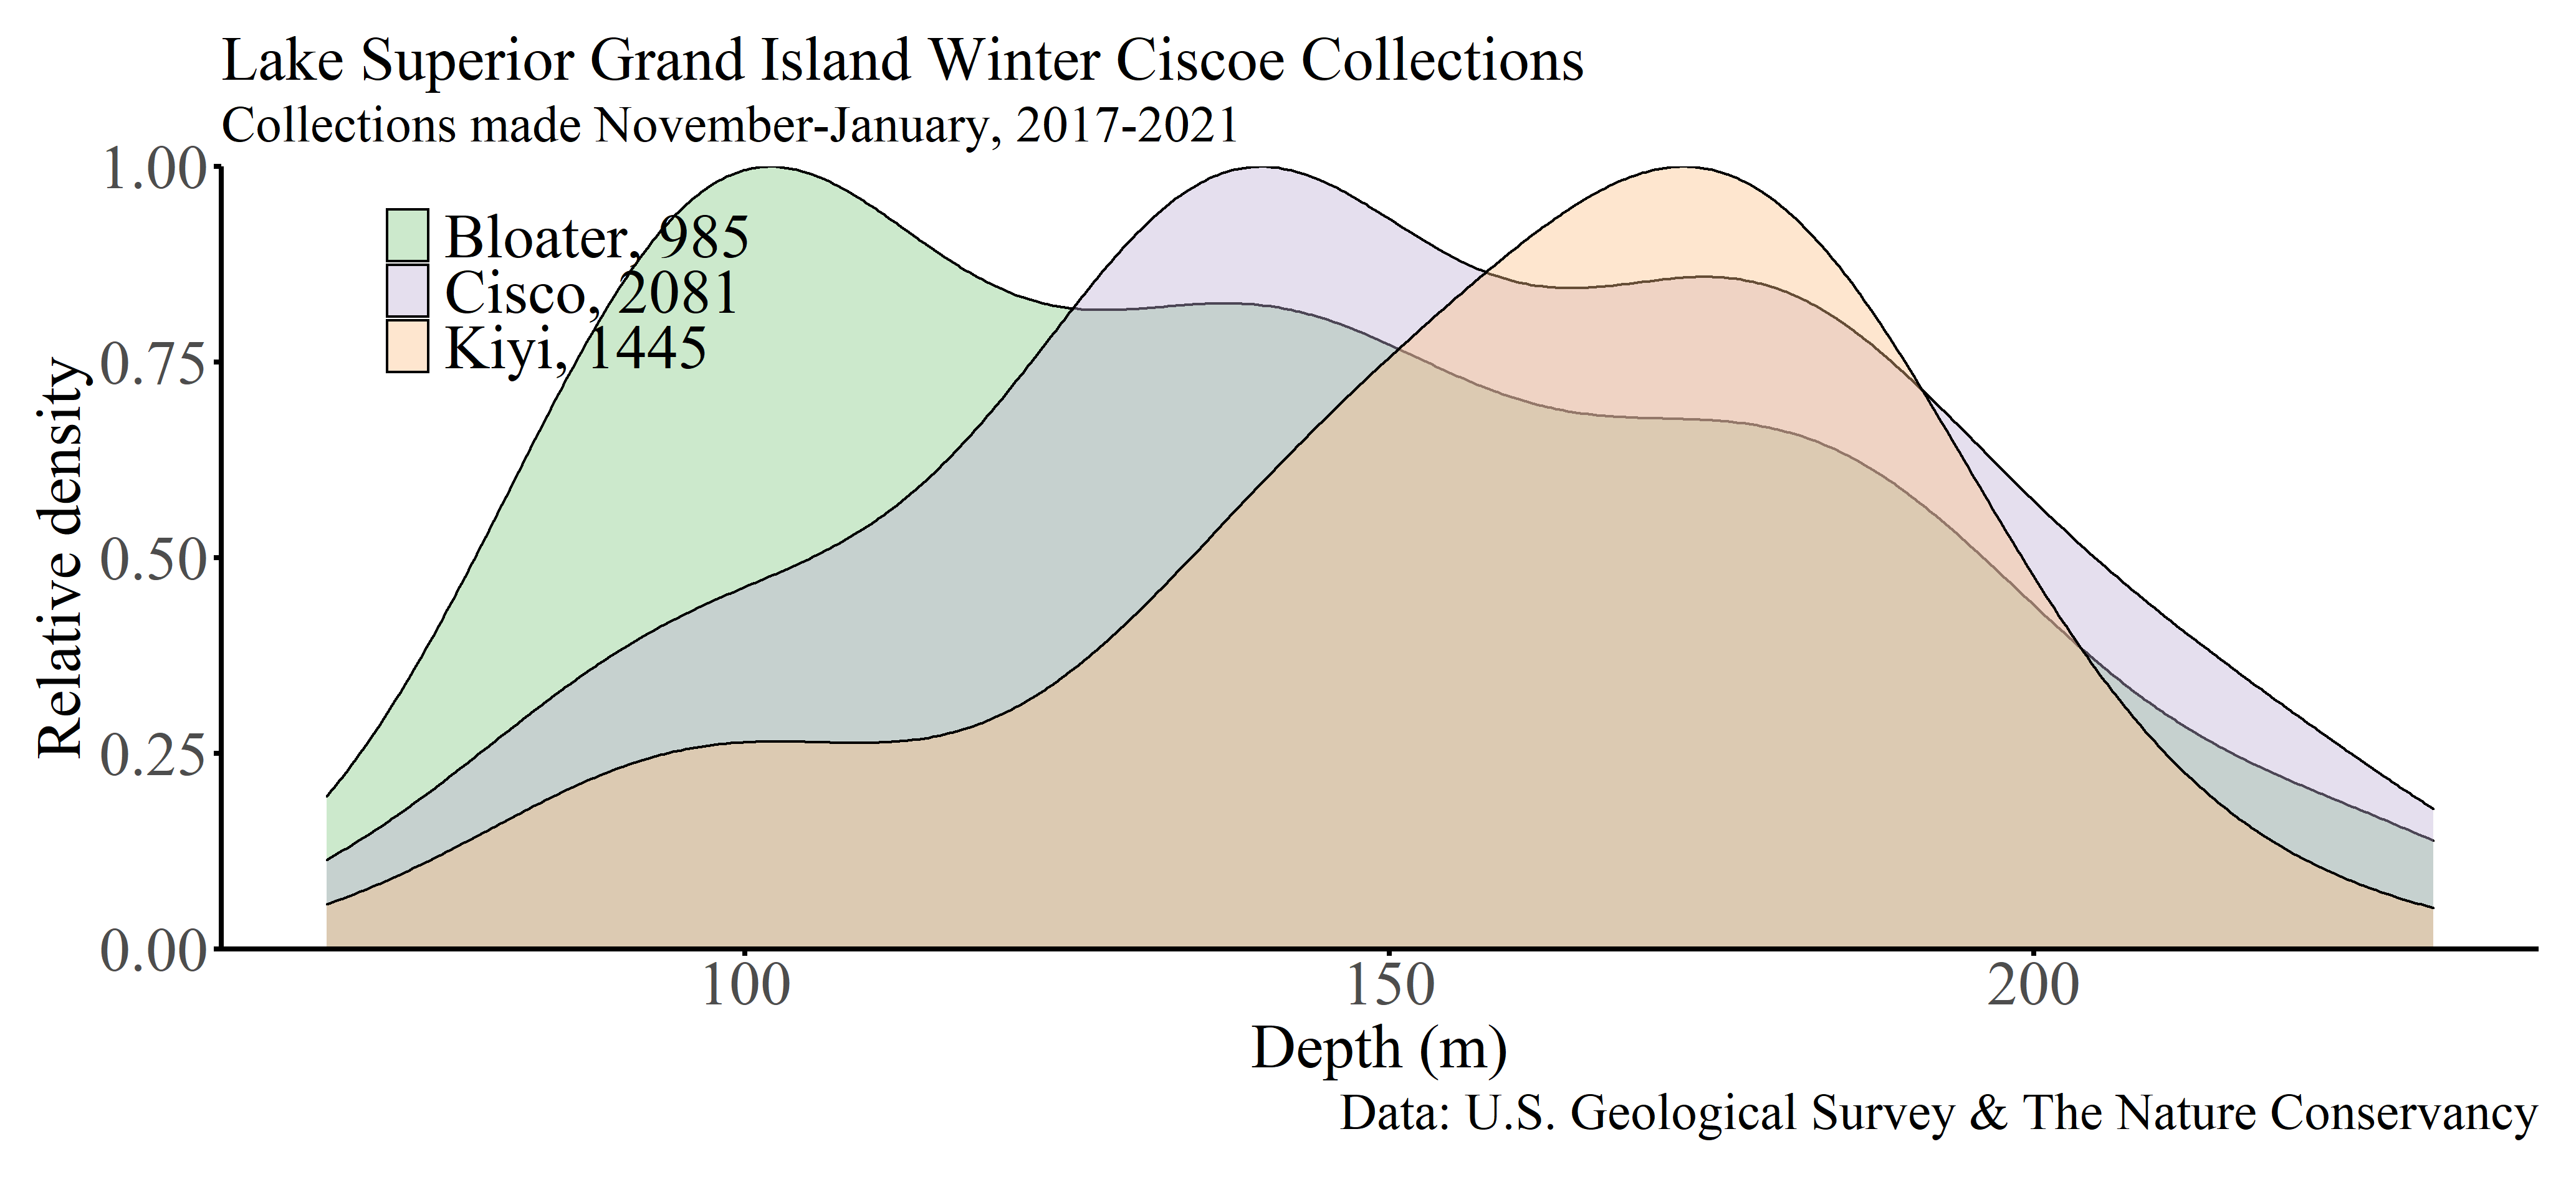 Lake Superior Grand Island Winter Ciscoe Collections
Collections made November-January, 2017-2021
1.00
0.75
0.50
0.25
0.00
Relative density
Bloater, 985
Cisco, 2081
Kiyi, 1445
100 150 200
Depth (m)
Data: U.S. Geological Survey & The Nature Conservancy